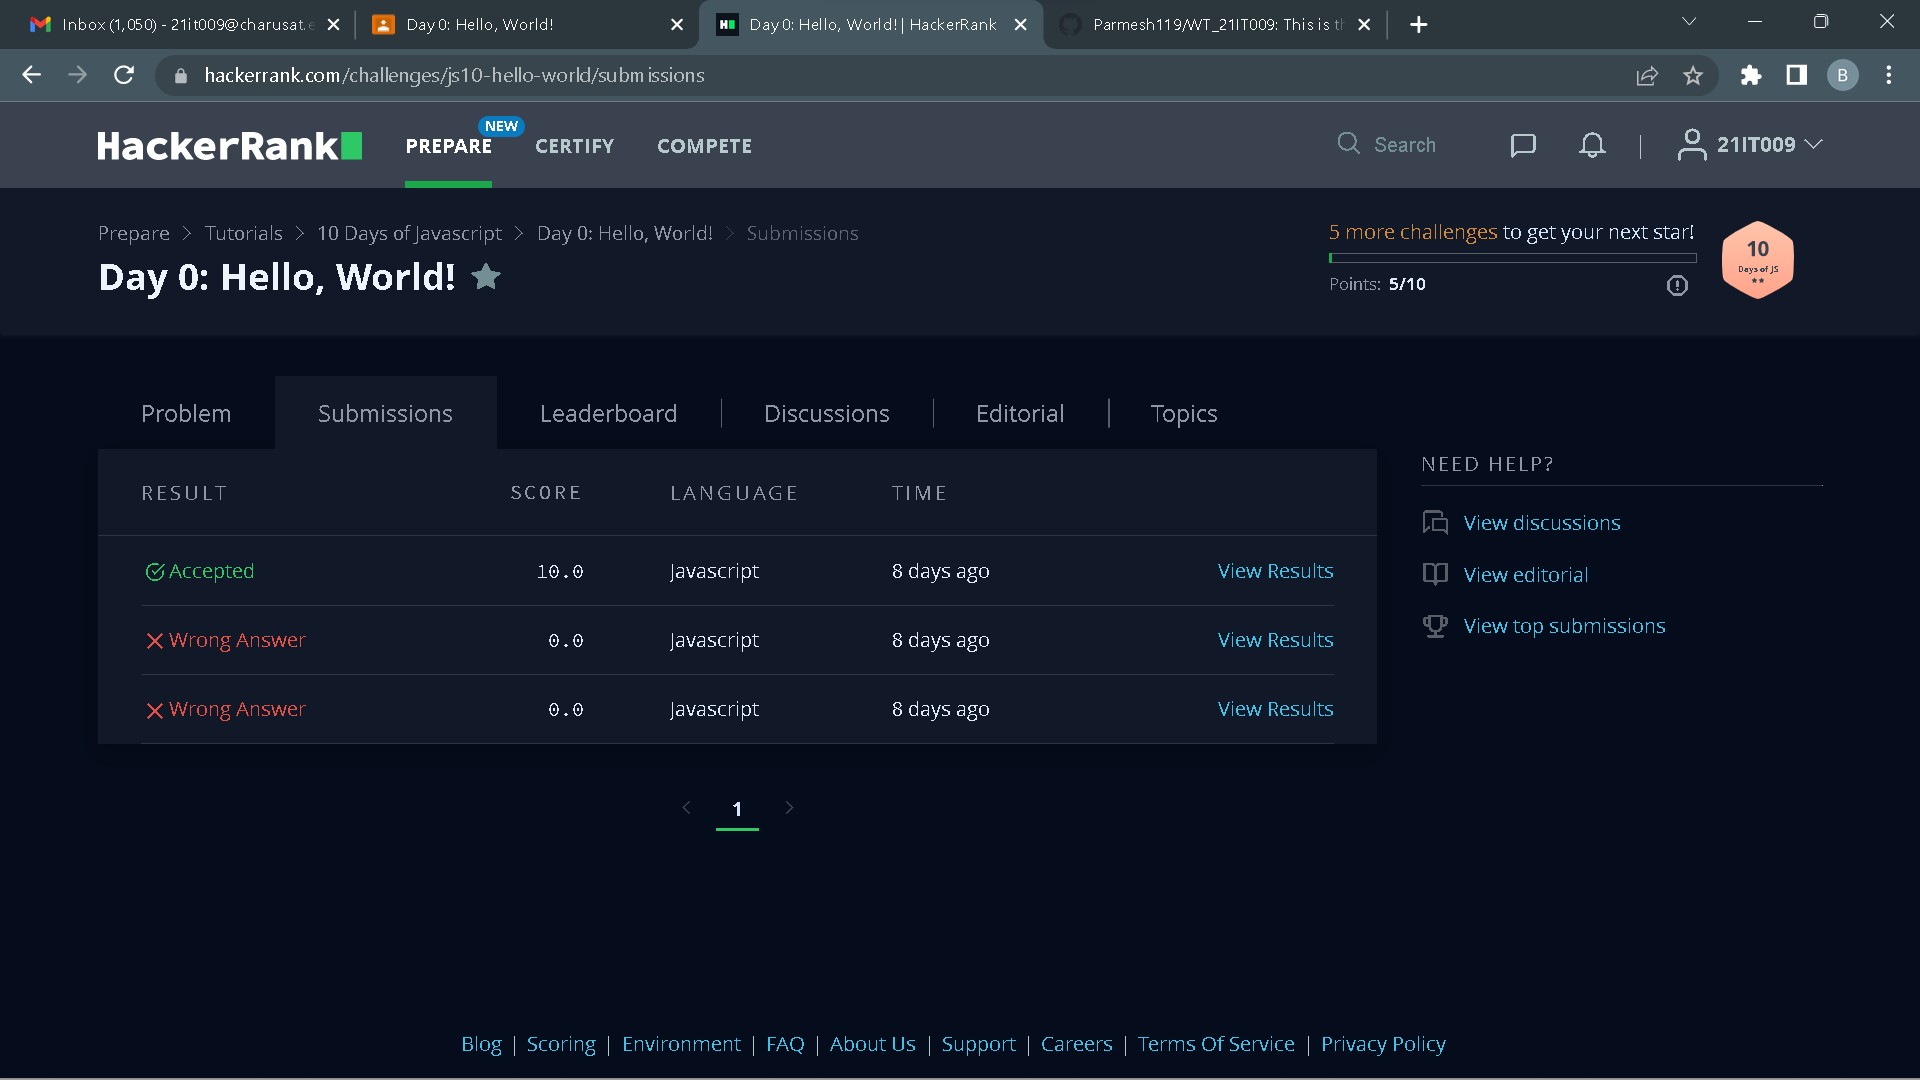 Inbox (1,050) - 21it009@charusat.e
Day 0: Hello, World!
Day 0: Hello, World! | HackerRank
Parmesh119/WT_21IT009: This is th
hackerrank.com/challenges/js10-hello-world/submissions
B
HackerRank
PREPARE
NEW
CERTIFY
COMPETE
Search
21IT009
Prepare > Tutorials > 10 Days of Javascript > Day 0: Hello, World! > Submissions
Day 0: Hello, World!
5 more challenges to get your next star!
Points: 5/10
10
Days of JS
Problem
Submissions
Leaderboard
Discussions
Editorial
Topics
RESULT SCORE LANGUAGE TIME
Accepted 10.0 Javascript 8 days ago View Results
Wrong Answer 0.0 Javascript 8 days ago View Results
Wrong Answer 0.0 Javascript 8 days ago View Results
1
NEED HELP?
View discussions
View editorial
View top submissions
Blog | Scoring | Environment | FAQ | About Us | Support | Careers | Terms Of Service | Privacy Policy